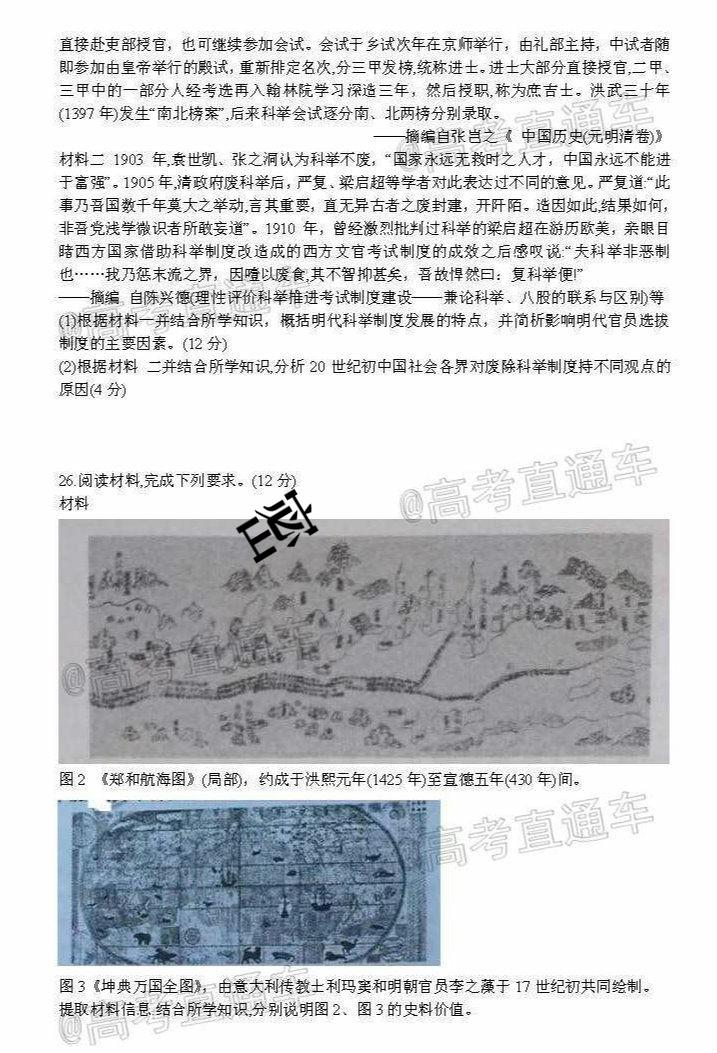 直接赴吏部授官，也可继续参加会试。会试于乡试次年在京师举行，由礼部主持，中试者随
即参加由皇帝举行的殿试，重新排定名次,分三甲发榜,统称进士。进士大部分直接授官,二甲、
三甲中的一部分人经考选再入翰林院学习深造三年，然后授职,称为庶吉士。洪武三十年
(1397 年)发生“南北榜案”,后来科举会试逐分南、北两榜分别录取。
——摘编自张岂之《 中国历史(元明清卷)》
材料二 1903 年,袁世凯、张之洞认为科举不废，“国家永远无救时之人才，中国永远不能进
于富强”。1905 年,清政府废科举后，严复、梁启超等学者对此表达过不同的意见。严复道:“此
事乃吾国数千年莫大之举动,言其重要，直无异古者之废封建，开阡陌。造因如此,结果如何，
非吾党浅学微识者所敢妄道”。1910 年，曾经激烈批判过科举的梁启超在游历欧美，亲眼目
睹西方国家借助科举制度改造成的西方文官考试制度的成效之后感叹说:“夫科举非恶制
也……我乃惩末流之界，因噎以废食,其不智抑甚矣，吾故悍然曰：复科举便!”
——摘编 自陈兴德(理性评价科举推进考试制度建设——兼论科举、八股的联系与区别)等
(1)根据材料一并结合所学知识，概括明代科举制度发展的特点，并简析影响明代官员选拔
制度的主要因素。(12 分)
(2)根据材料 二并结合所学知识,分析 20 世纪初中国社会各界对废除科举制度持不同观点的
原因(4 分)
26.阅读材料,完成下列要求。(12 分)
材料
图 2 《郑和航海图》(局部)，约成于洪熙元年(1425 年)至宣德五年(430 年)间。
图 3《坤典万国全图》，由意大利传教士利玛窦和明朝官员李之藻于 17 世纪初共同绘制。
提取材料信息.结合所学知识,分别说明图 2、图 3 的史料价值。
@高考直通车